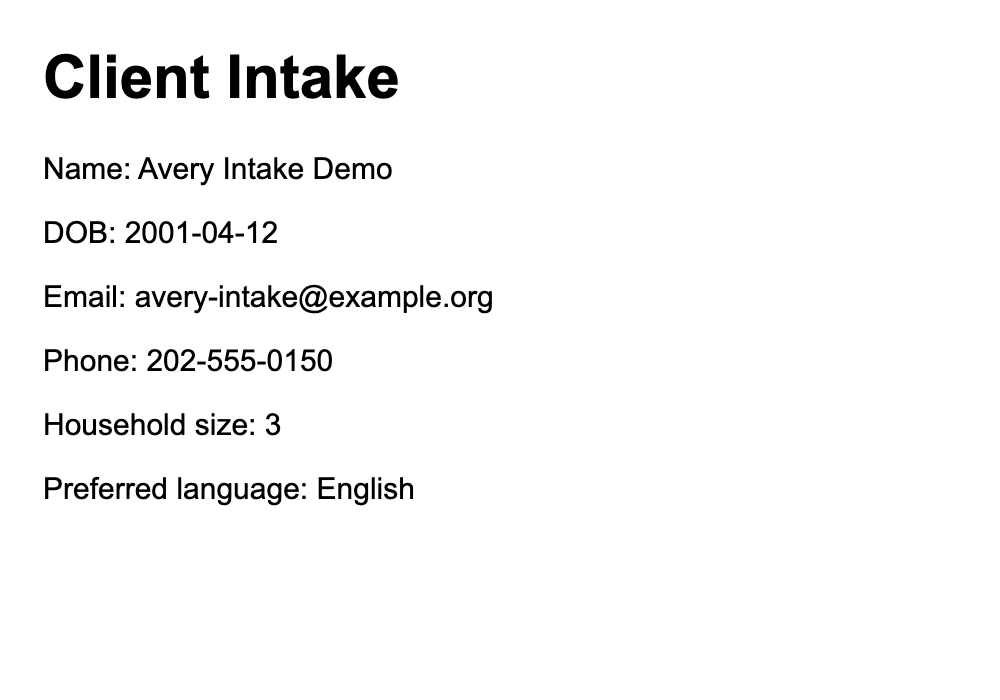 Client Intake
Name: Avery Intake Demo
DOB: 2001-04-12
Email: avery-intake@example.org
Phone: 202-555-0150
Household size: 3
Preferred language: English